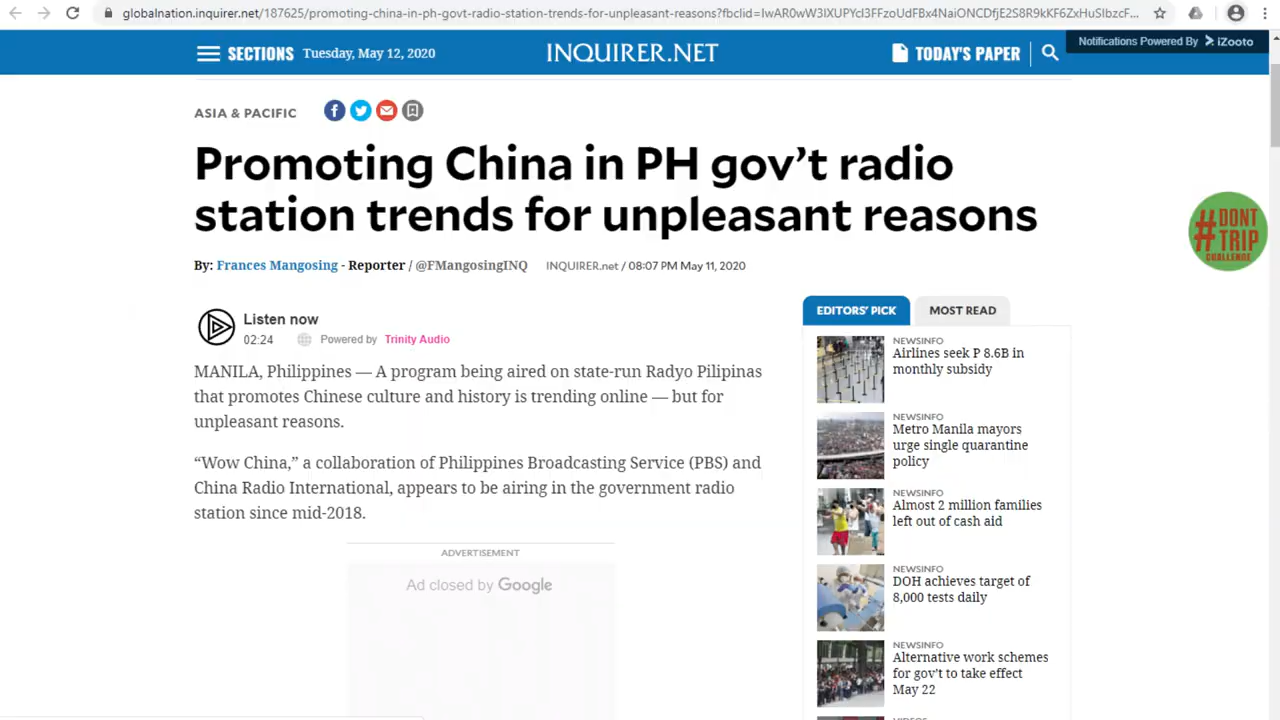 globalnation.inquirer.net/187625/promoting-china-in-ph-govt-radio-station-trends-for-unpleasant-reasons?fbclid=
SECTIONS Tuesday, May 12, 2020 INQUIRER.NET TODAY'S PAPER
Notifications Powered By iZooto
ASIA & PACIFIC
Promoting China in PH gov’t radio
station trends for unpleasant reasons
By: Frances Mangosing - Reporter / @FMangosingINQ INQUIRER.net / 08:07 PM May 11, 2020
#DONT
TRIP
CHALLENGE
Listen now
02:24 Powered by Trinity Audio
MANILA, Philippines — A program being aired on state-run Radyo Pilipinas
that promotes Chinese culture and history is trending online — but for
unpleasant reasons.
“Wow China,” a collaboration of Philippines Broadcasting Service (PBS) and
China Radio International, appears to be airing in the government radio
station since mid-2018.
ADVERTISEMENT
Ad closed by Google
EDITORS' PICK MOST READ
NEWSINFO
Airlines seek P 8.6B in
monthly subsidy
NEWSINFO
Metro Manila mayors
urge single quarantine
policy
NEWSINFO
Almost 2 million families
left out of cash aid
NEWSINFO
DOH achieves target of
8,000 tests daily
NEWSINFO
Alternative work schemes
for gov't to take effect
May 22